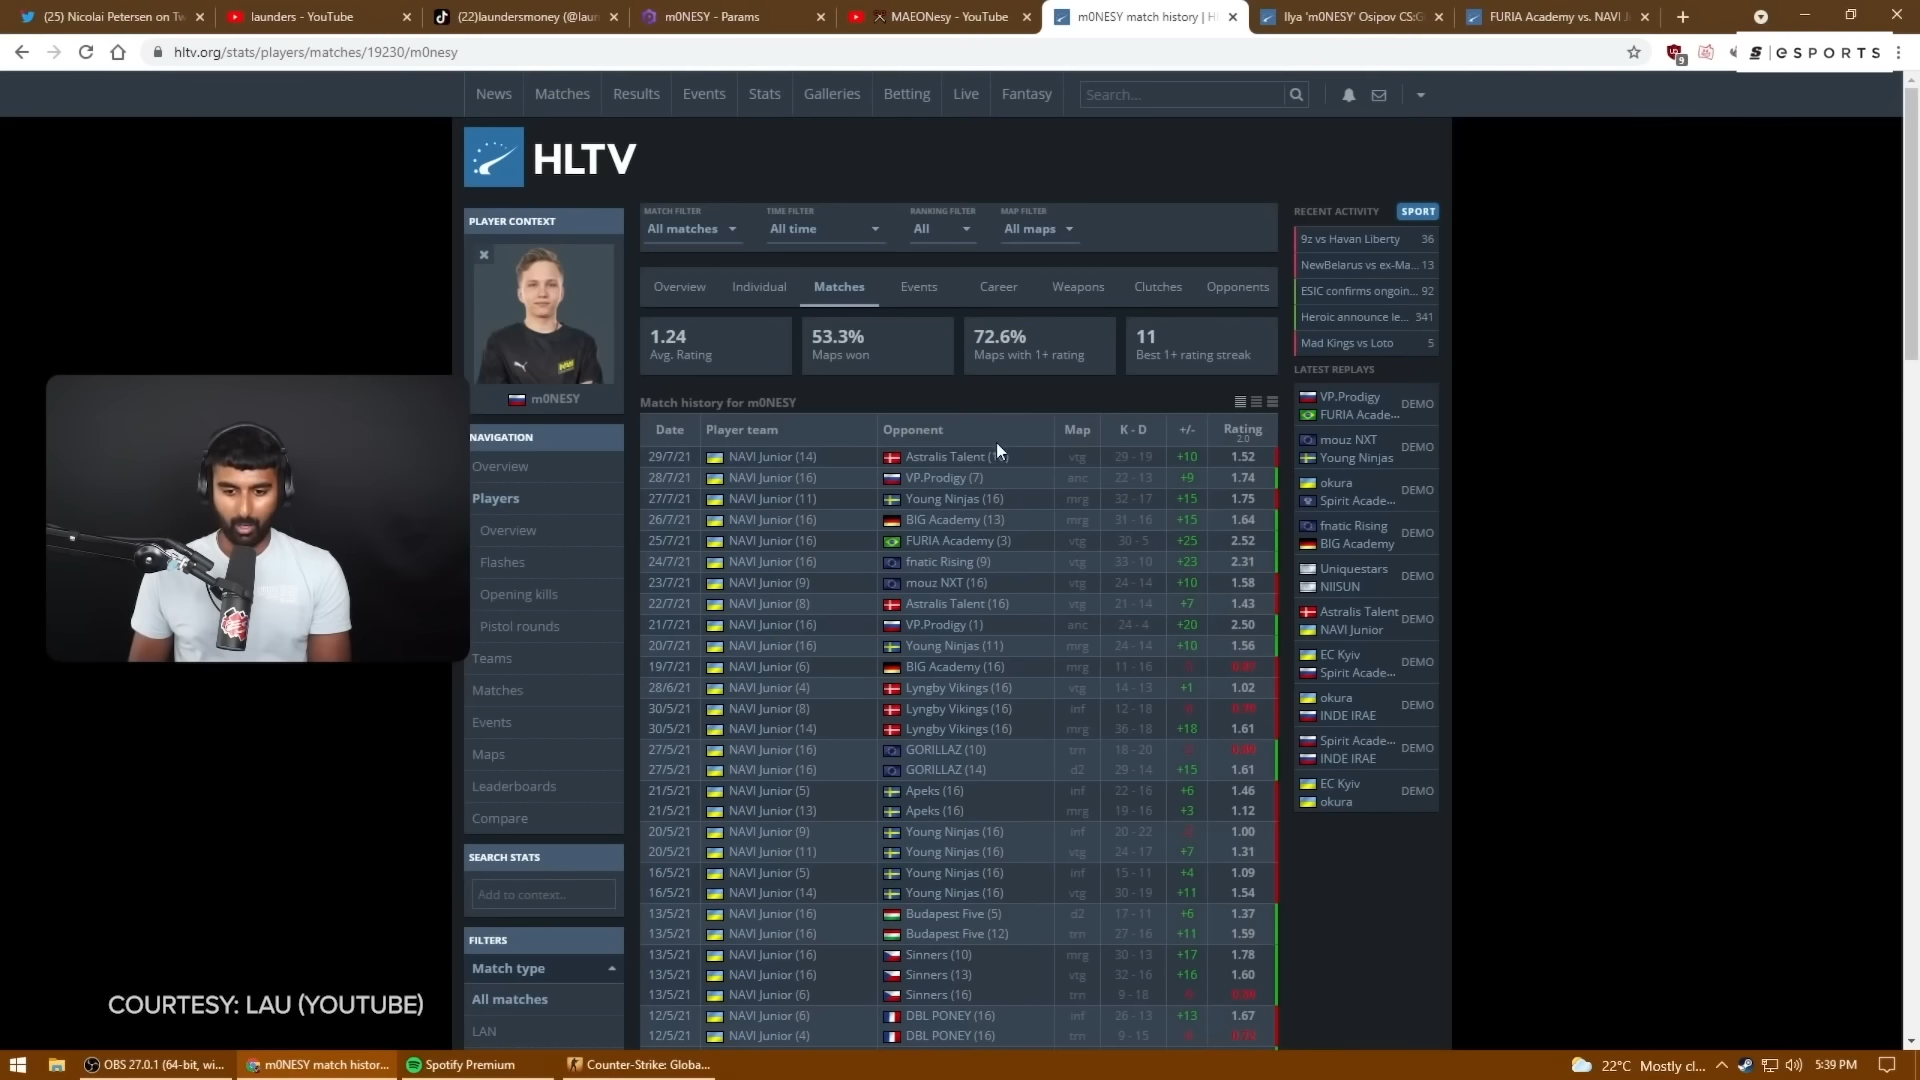 (25) Nicolai Petersen on Tw
launders - YouTube
(22)laundersmoney (@laun
m0NESY - Params
MAEONesy - YouTube
m0NESY match history | H
Ilya 'm0NESY' Osipov CS:G
FURIA Academy vs. NAVI J
hltv.org/stats/players/matches/19230/m0nesy
9
S | eSPORTS
News Matches Results Events Stats Galleries Betting Live Fantasy Search...
HLTV
PLAYER CONTEXT
m0NESY
NAVIGATION
Overview
Players
Overview
Flashes
Opening kills
Pistol rounds
Teams
Matches
Events
Maps
Leaderboards
Compare
SEARCH STATS
Add to context..
FILTERS
Match type
All matches
LAN
MATCH FILTER TIME FILTER RANKING FILTER MAP FILTER
All matches All time All All maps
Overview Individual Matches Events Career Weapons Clutches Opponents
1.24 53.3% 72.6% 11
Avg. Rating Maps won Maps with 1+ rating Best 1+ rating streak
Match history for m0NESY
Date Player team Opponent Map K - D +/- Rating 2.0
29/7/21 NAVI Junior (14) Astralis Talent vtg 29 - 19 +10 1.52
28/7/21 NAVI Junior (16) VP.Prodigy (7) anc 22 - 13 +9 1.74
27/7/21 NAVI Junior (11) Young Ninjas (16) mrg 32 - 17 +15 1.75
26/7/21 NAVI Junior (16) BIG Academy (13) mrg 31 - 16 +15 1.64
25/7/21 NAVI Junior (16) FURIA Academy (3) vtg 30 - 5 +25 2.52
24/7/21 NAVI Junior (16) fnatic Rising (9) vtg 33 - 10 +23 2.31
23/7/21 NAVI Junior (9) mouz NXT (16) vtg 24 - 14 +10 1.58
22/7/21 NAVI Junior (8) Astralis Talent (16) vtg 21 - 14 +7 1.43
21/7/21 NAVI Junior (16) VP.Prodigy (1) anc 24 - 4 +20 2.50
20/7/21 NAVI Junior (16) Young Ninjas (11) mrg 24 - 14 +10 1.56
19/7/21 NAVI Junior (6) BIG Academy (16) mrg 11 - 16
28/6/21 NAVI Junior (4) Lyngby Vikings (16) vtg 14 - 13 +1 1.02
30/5/21 NAVI Junior (8) Lyngby Vikings (16) inf 12 - 18
30/5/21 NAVI Junior (14) Lyngby Vikings (16) mrg 36 - 18 +18 1.61
27/5/21 NAVI Junior (16) GORILLAZ (10) trn 18 - 20
27/5/21 NAVI Junior (16) GORILLAZ (14) d2 29 - 14 +15 1.61
21/5/21 NAVI Junior (5) Apeks (16) inf 22 - 16 +6 1.46
21/5/21 NAVI Junior (13) Apeks (16) mrg 19 - 16 +3 1.12
20/5/21 NAVI Junior (9) Young Ninjas (16) inf 20 - 22 1.00
20/5/21 NAVI Junior (11) Young Ninjas (16) vtg 24 - 17 +7 1.31
16/5/21 NAVI Junior (5) Young Ninjas (16) inf 15 - 11 +4 1.09
16/5/21 NAVI Junior (14) Young Ninjas (16) vtg 30 - 19 +11 1.54
13/5/21 NAVI Junior (16) Budapest Five (5) d2 17 - 11 +6 1.37
13/5/21 NAVI Junior (16) Budapest Five (12) trn 27 - 16 +11 1.59
13/5/21 NAVI Junior (16) Sinners (10) mrg 30 - 13 +17 1.78
13/5/21 NAVI Junior (16) Sinners (13) vtg 32 - 16 +16 1.60
13/5/21 NAVI Junior (6) Sinners (16) trn 9 - 18
12/5/21 NAVI Junior (6) DBL PONEY (16) inf 26 - 13 +13 1.67
12/5/21 NAVI Junior (4) DBL PONEY (16) trn 9 - 15
RECENT ACTIVITY SPORT
9z vs Havan Liberty 36
NewBelarus vs ex-Ma... 13
ESIC confirms ongoin... 92
Heroic announce le... 341
Mad Kings vs Loto 5
LATEST REPLAYS
VP.Prodigy
FURIA Acade... DEMO
mouz NXT
Young Ninjas DEMO
okura
Spirit Acade... DEMO
fnatic Rising
BIG Academy DEMO
Uniquestars
NIISUN DEMO
Astralis Talent
NAVI Junior DEMO
EC Kyiv
Spirit Acade... DEMO
okura
INDE IRAE DEMO
Spirit Acade...
INDE IRAE DEMO
EC Kyiv
okura DEMO
COURTESY: LAU (YOUTUBE)
OBS 27.0.1 (64-bit, wi...
m0NESY match histor...
Spotify Premium
Counter-Strike: Globa...
22°C Mostly cl...
5:39 PM